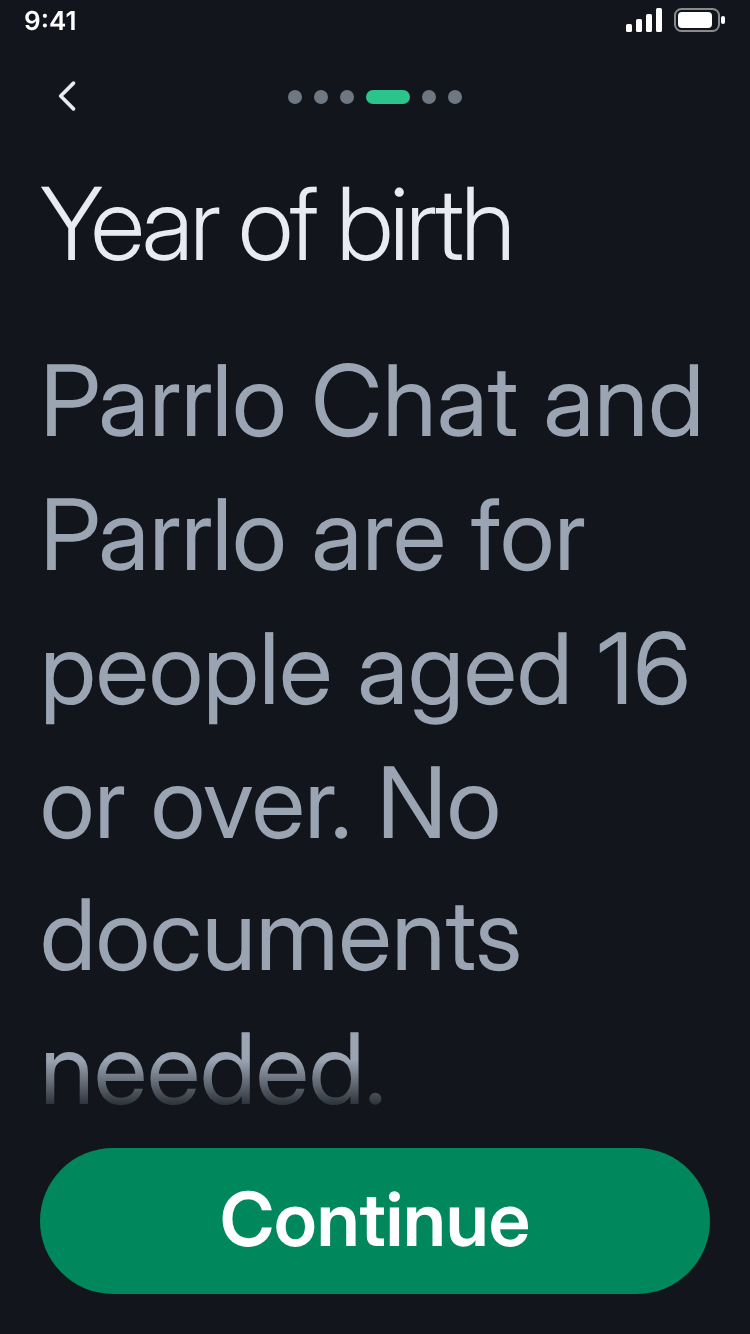 9:41
Year of birth
Parrlo Chat and
Parrlo are for
people aged 16
or over. No
documents
needed.
Continue